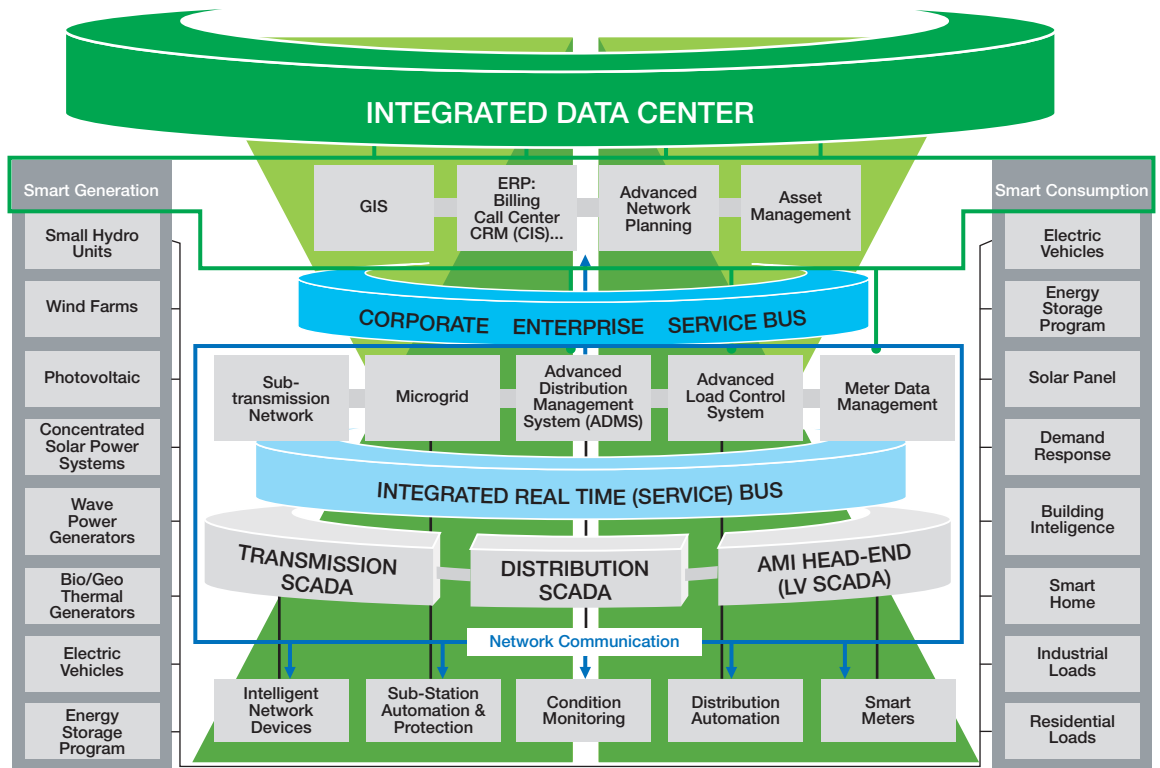 INTEGRATED DATA CENTER
Smart Generation
Small Hydro
Units
Wind Farms
Photovoltaic
Concentrated
Solar Power
Systems
Wave
Power
Generators
Bio/Geo
Thermal
Generators
Electric
Vehicles
Energy
Storage
Program
GIS
ERP:
Billing
Call Center
CRM (CIS)...
Advanced
Network
Planning
Asset
Management
CORPORATE ENTERPRISE SERVICE BUS
Sub-
transmission
Network
Microgrid
Advanced
Distribution
Management
System (ADMS)
Advanced
Load Control
System
Meter Data
Management
INTEGRATED REAL TIME (SERVICE) BUS
TRANSMISSION
SCADA
DISTRIBUTION
SCADA
AMI HEAD-END
(LV SCADA)
Network Communication
Intelligent
Network
Devices
Sub-Station
Automation &
Protection
Condition
Monitoring
Distribution
Automation
Smart
Meters
Smart Consumption
Electric
Vehicles
Energy
Storage
Program
Solar Panel
Demand
Response
Building
Inteligence
Smart
Home
Industrial
Loads
Residential
Loads